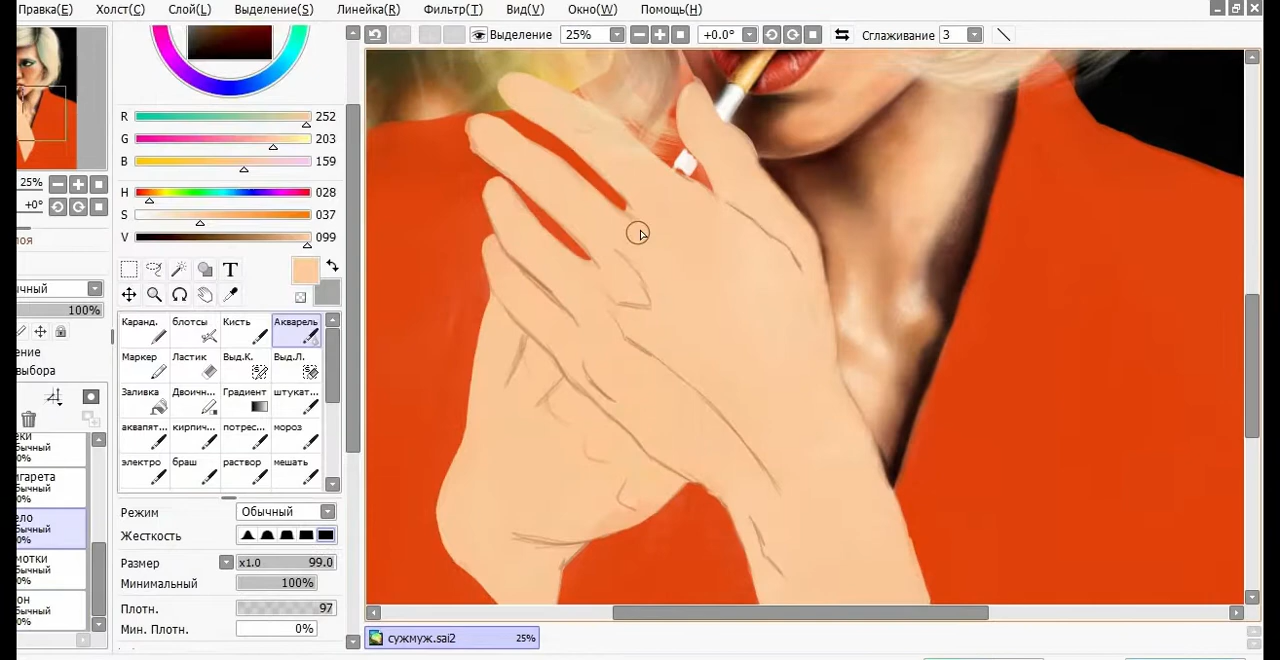 Правка(E) Холст(C) Слой(L) Выделение(S) Линейка(R) Фильтр(T) Вид(V) Окно(W) Помощь(H)
Выделение 25% +0.0° Сглаживание 3
R 252
G 203
B 159
25%
+0°
H 028
S 037
V 099
100%
T
Каранд. блотсы Кисть Акварель
Маркер Ластик Выд.К. Выд.Л.
Заливка Двоичн... Градиент штукат...
аквапят... кирпич... потрес... мороз
электро браш раствор мешать
Режим Обычный
Жесткость
Размер x1.0 99.0
Минимальный 100%
Плотн. 97
Мин. Плотн. 0%
сужмуж.sai2 25%